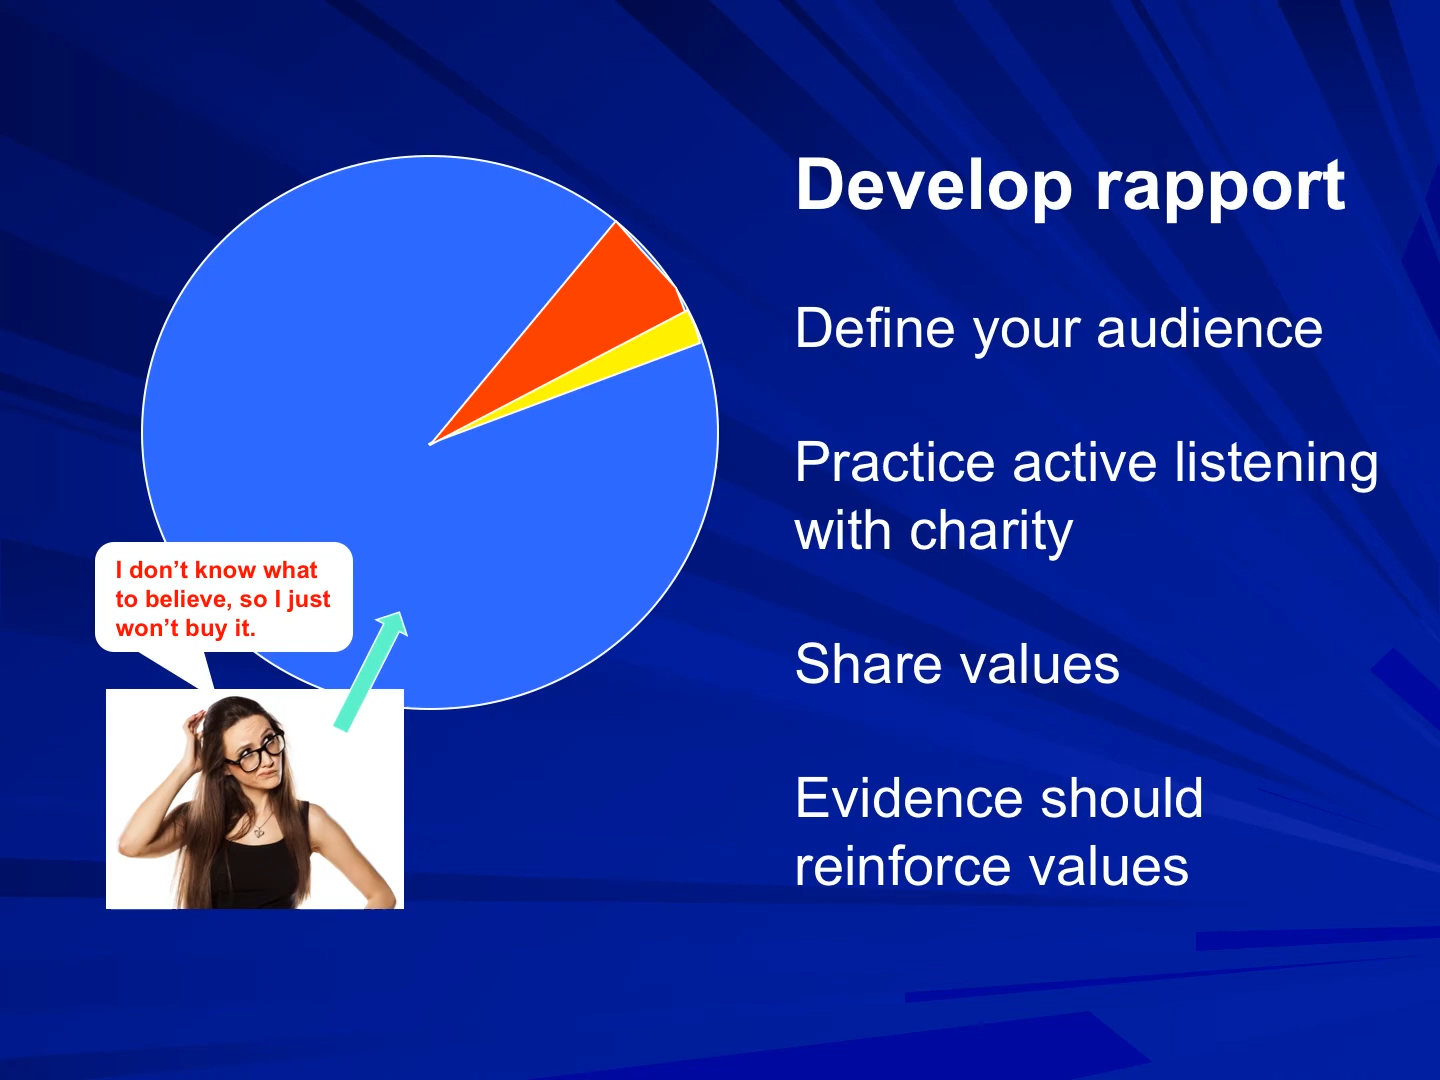 Develop rapport
Define your audience
Practice active listening
with charity
Share values
Evidence should
reinforce values
I don’t know what
to believe, so I just
won’t buy it.